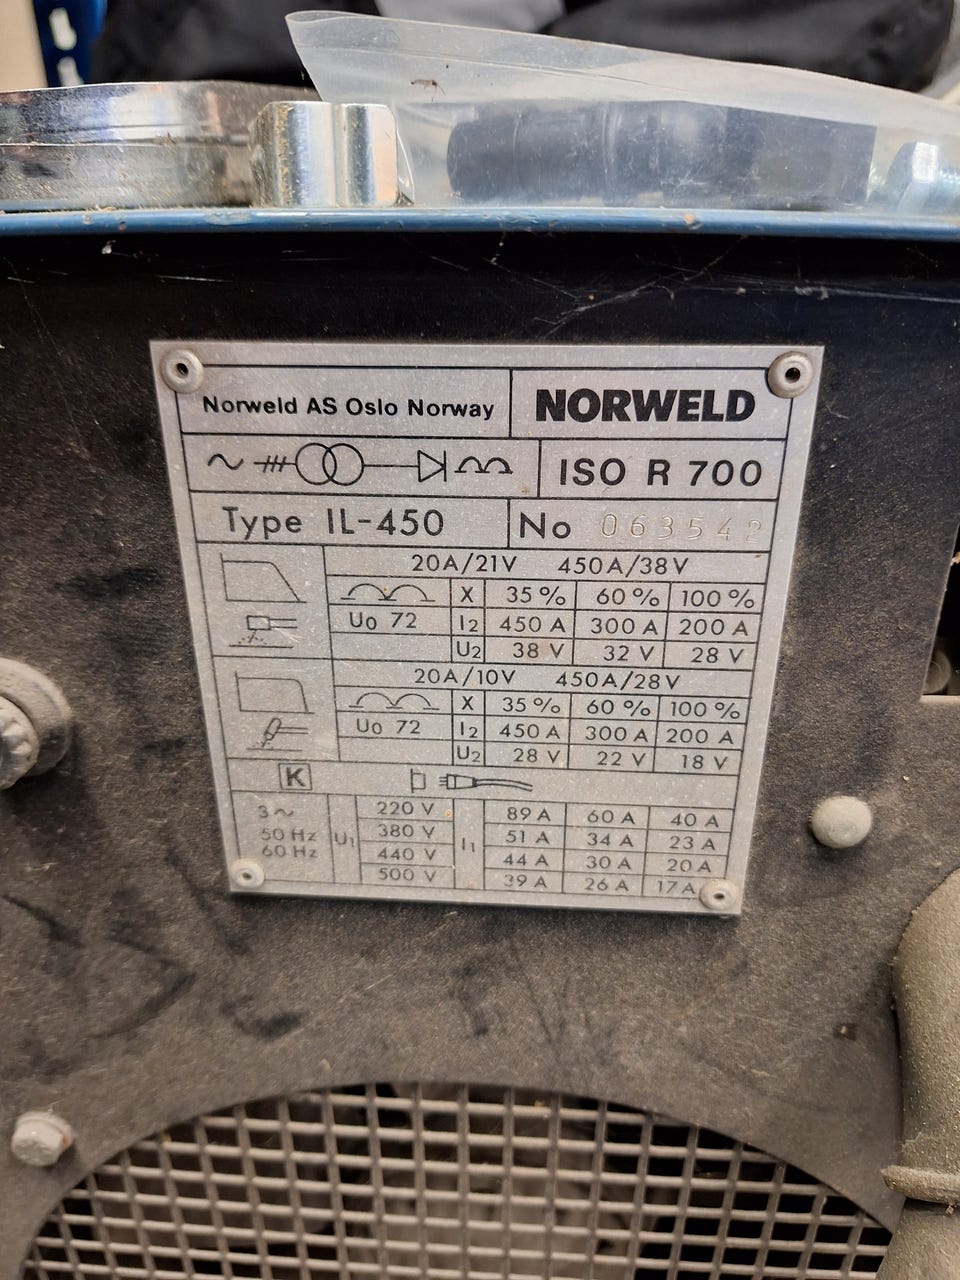 Norweld AS Oslo Norway NORWELD
ISO R 700
Type IL-450 No 063542
20A/21V 450A/38V
X 35 % 60 % 100 %
U0 72 I2 450 A 300 A 200 A
U2 38 V 32 V 28 V
20A/10V 450A/28V
X 35 % 60 % 100 %
U0 72 I2 450 A 300 A 200 A
U2 28 V 22 V 18 V
K
3~ 220 V 89 A 60 A 40 A
50 Hz U1 380 V I1 51 A 34 A 23 A
60 Hz 440 V 44 A 30 A 20 A
500 V 39 A 26 A 17 A